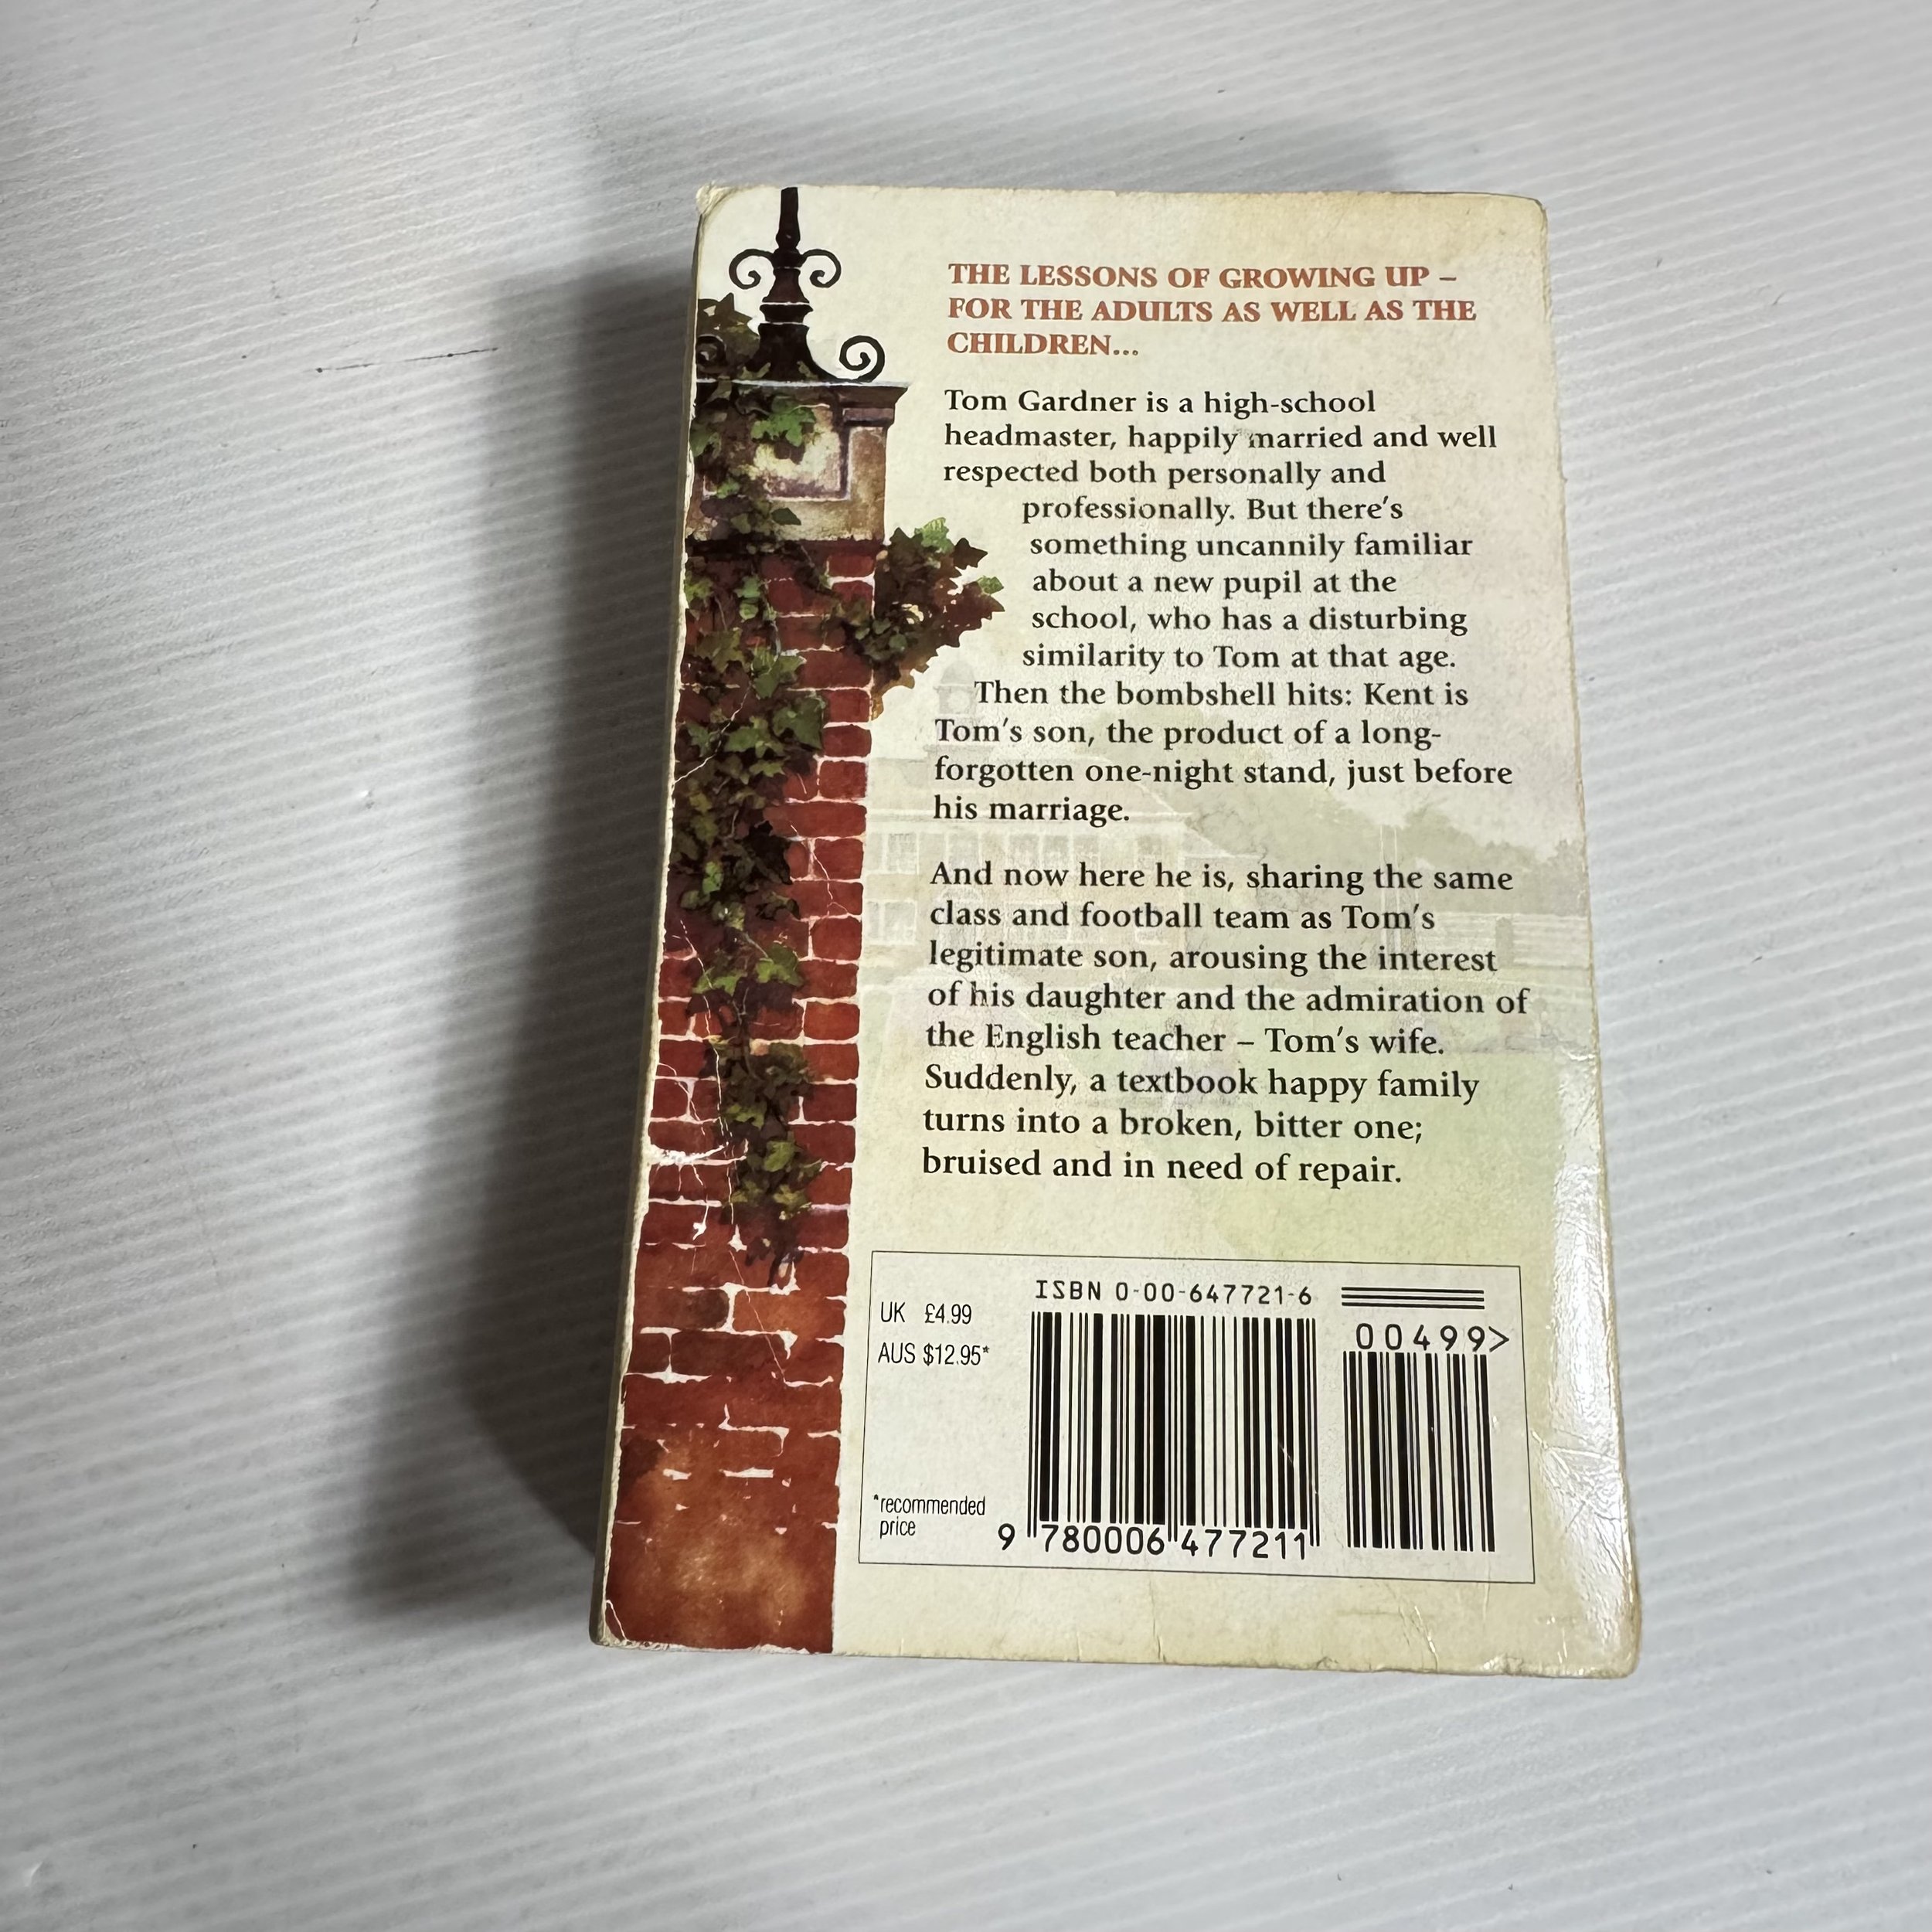 THE LESSONS OF GROWING UP –
FOR THE ADULTS AS WELL AS THE
CHILDREN...
Tom Gardner is a high-school
headmaster, happily married and well
respected both personally and
professionally. But there's
something uncannily familiar
about a new pupil at the
school, who has a disturbing
similarity to Tom at that age.
Then the bombshell hits: Kent is
Tom's son, the product of a long-
forgotten one-night stand, just before
his marriage.
And now here he is, sharing the same
class and football team as Tom's
legitimate son, arousing the interest
of his daughter and the admiration of
the English teacher – Tom's wife.
Suddenly, a textbook happy family
turns into a broken, bitter one;
bruised and in need of repair.
ISBN 0-00-647721-6
UK £4.99
AUS $12.95*
00499>
*recommended
price
9 780006 477211